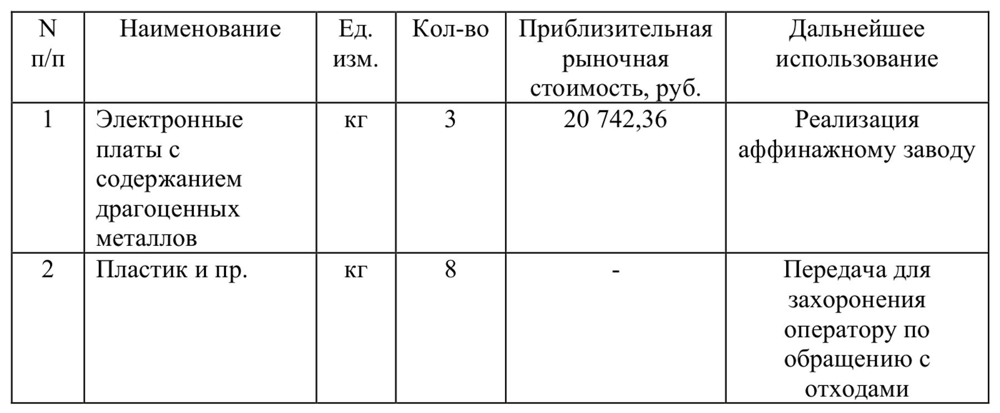 N
п/п
Наименование
Ед.
изм.
Кол-во
Приблизительная
рыночная
стоимость, руб.
Дальнейшее
использование
1
Электронные
платы с
содержанием
драгоценных
металлов
кг
3
20 742,36
Реализация
аффинажному заводу
2
Пластик и пр.
кг
8
-
Передача для
захоронения
оператору по
обращению с
отходами